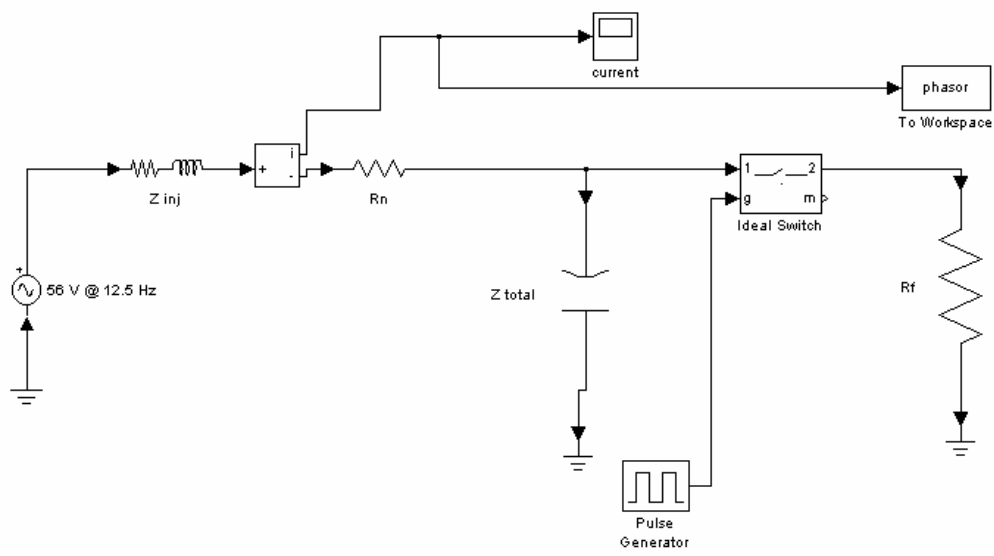 current
phasor
To Workspace
i
+
-
Z inj
Rn
1
2
g
m
Ideal Switch
+
56 V @ 12.5 Hz
Z total
Rf
Pulse
Generator